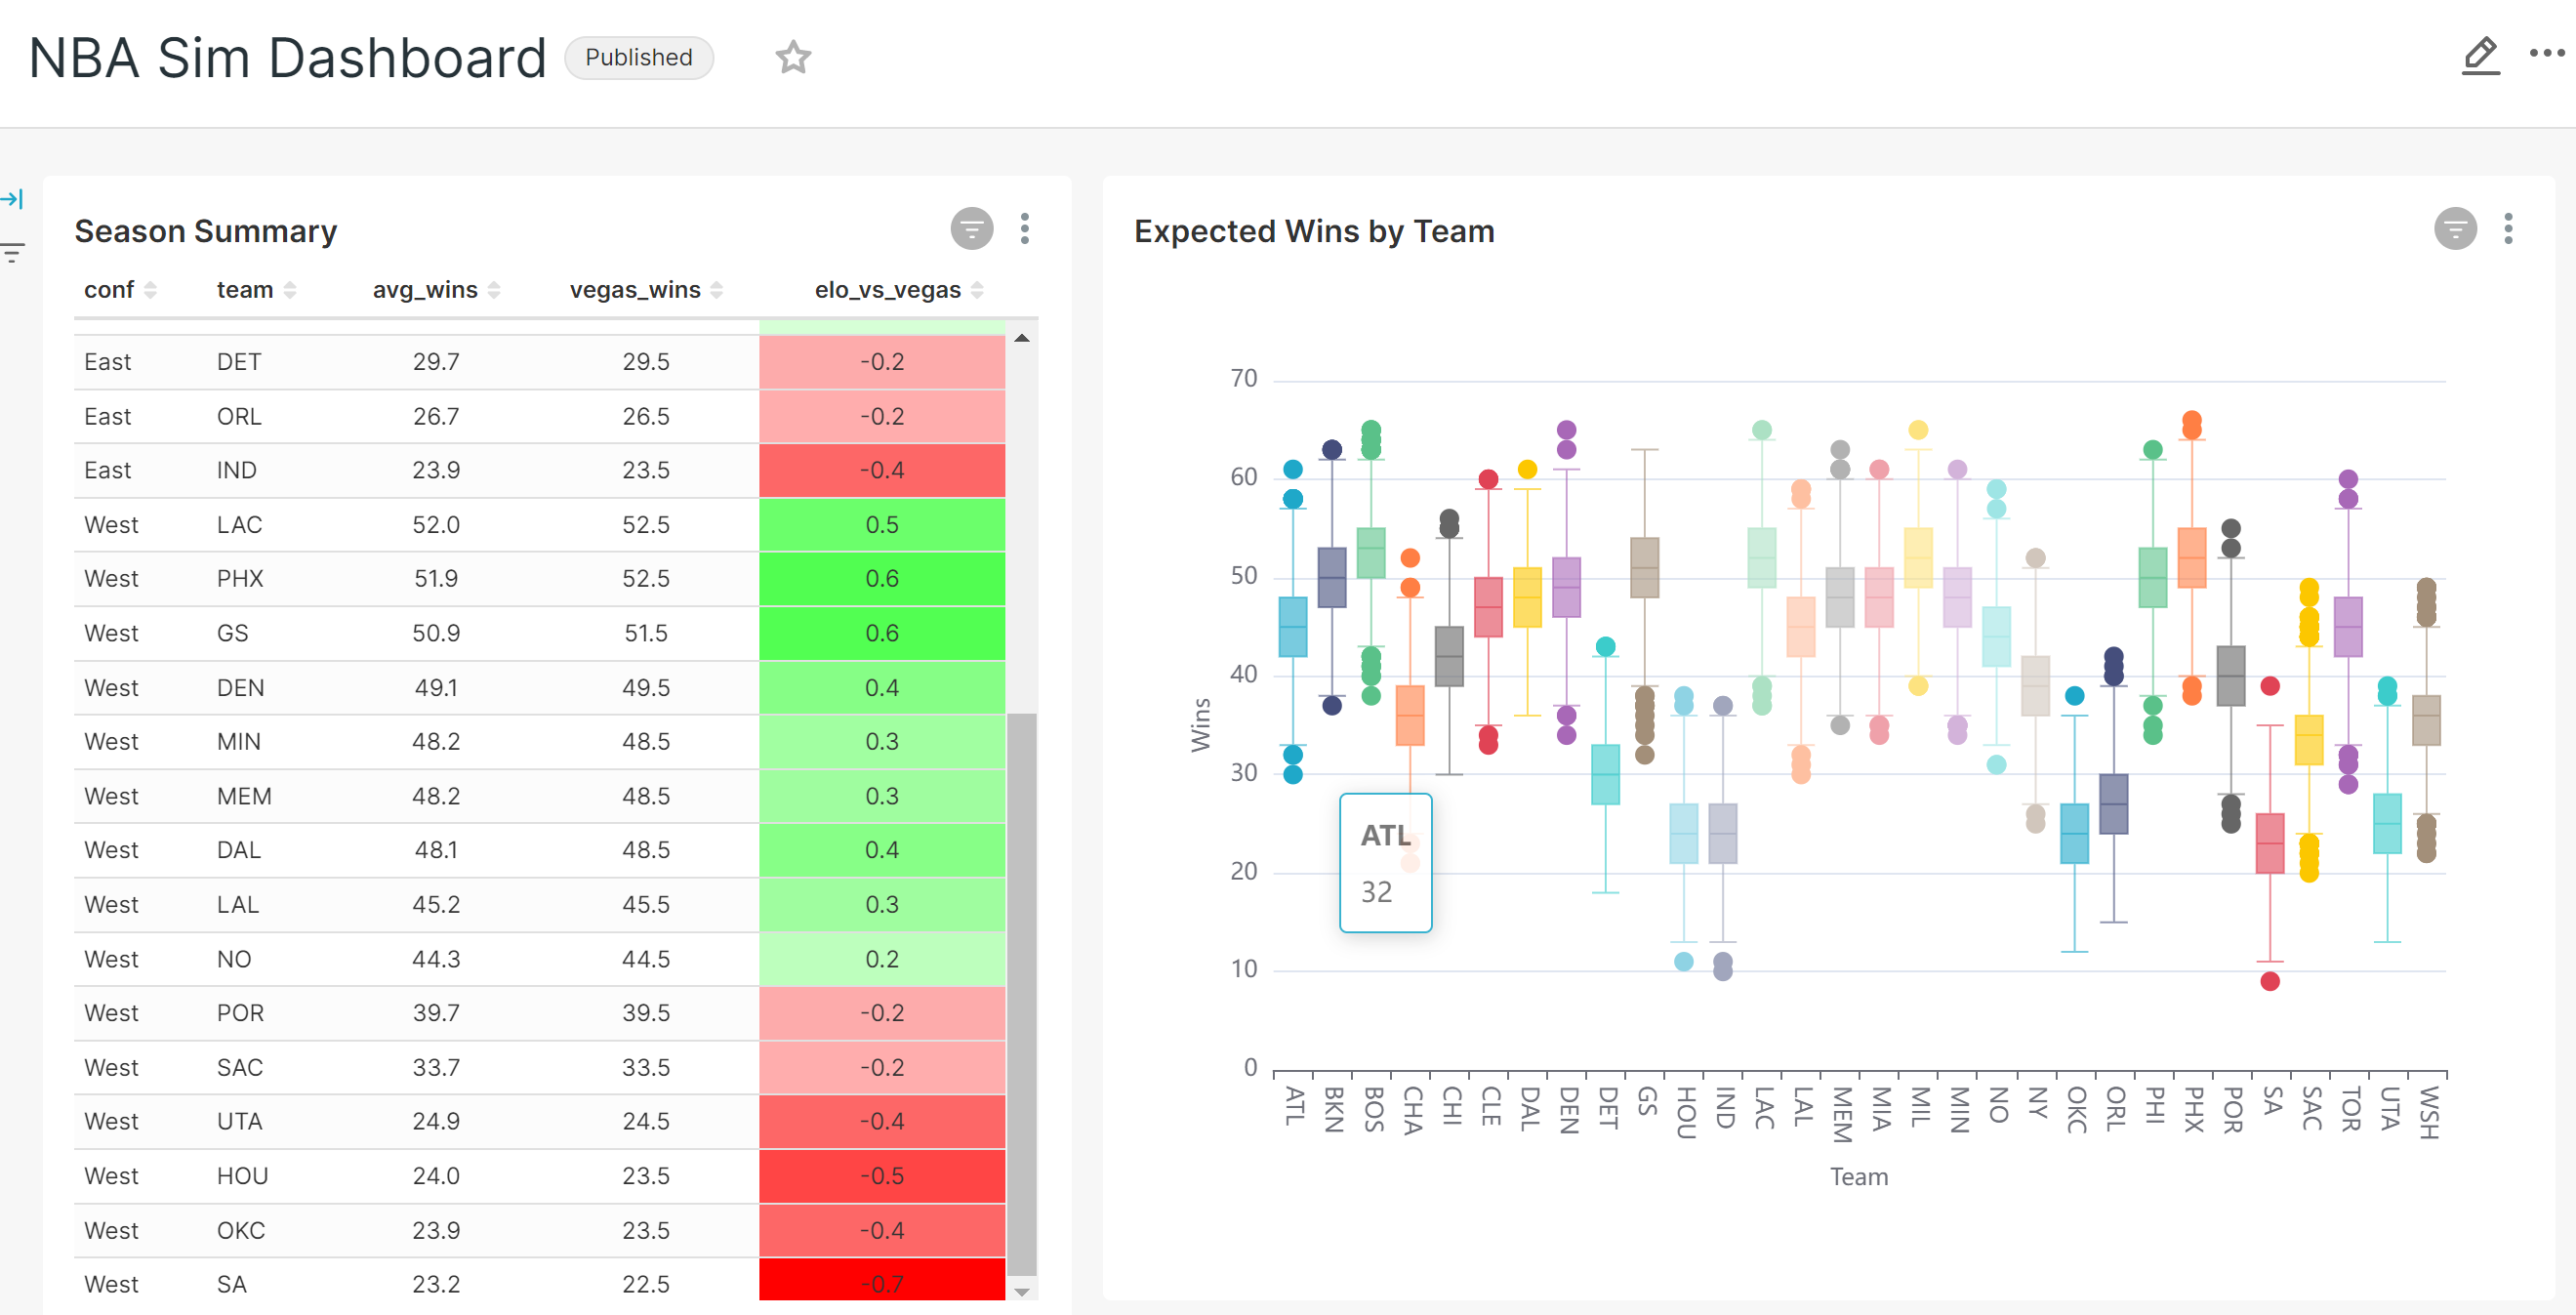 NBA Sim Dashboard Published
Season Summary
conf team avg_wins vegas_wins elo_vs_vegas
East DET 29.7 29.5 -0.2
East ORL 26.7 26.5 -0.2
East IND 23.9 23.5 -0.4
West LAC 52.0 52.5 0.5
West PHX 51.9 52.5 0.6
West GS 50.9 51.5 0.6
West DEN 49.1 49.5 0.4
West MIN 48.2 48.5 0.3
West MEM 48.2 48.5 0.3
West DAL 48.1 48.5 0.4
West LAL 45.2 45.5 0.3
West NO 44.3 44.5 0.2
West POR 39.7 39.5 -0.2
West SAC 33.7 33.5 -0.2
West UTA 24.9 24.5 -0.4
West HOU 24.0 23.5 -0.5
West OKC 23.9 23.5 -0.4
West SA 23.2 22.5 -0.7
Expected Wins by Team
70
60
50
40
30
20
10
0
Wins
ATL
32
ATL BKN BOS CHA CHI CLE DAL DEN DET GS HOU IND LAC LAL MEM MIA MIL MIN NO NY OKC ORL PHI PHX POR SA SAC TOR UTA WSH
Team